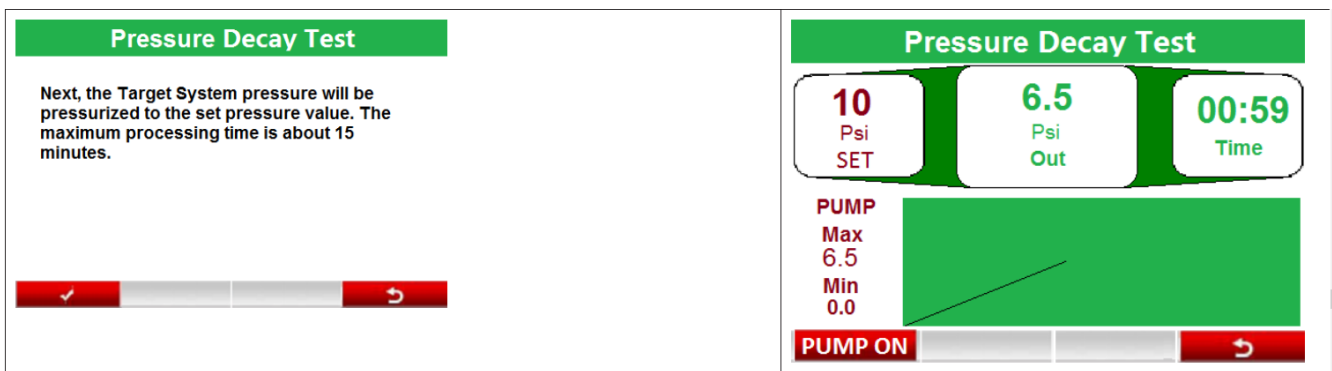 Pressure Decay Test
Next, the Target System pressure will be
pressurized to the set pressure value. The
maximum processing time is about 15
minutes.
Pressure Decay Test
10
Psi
SET
6.5
Psi
Out
00:59
Time
PUMP
Max
6.5
Min
0.0
PUMP ON